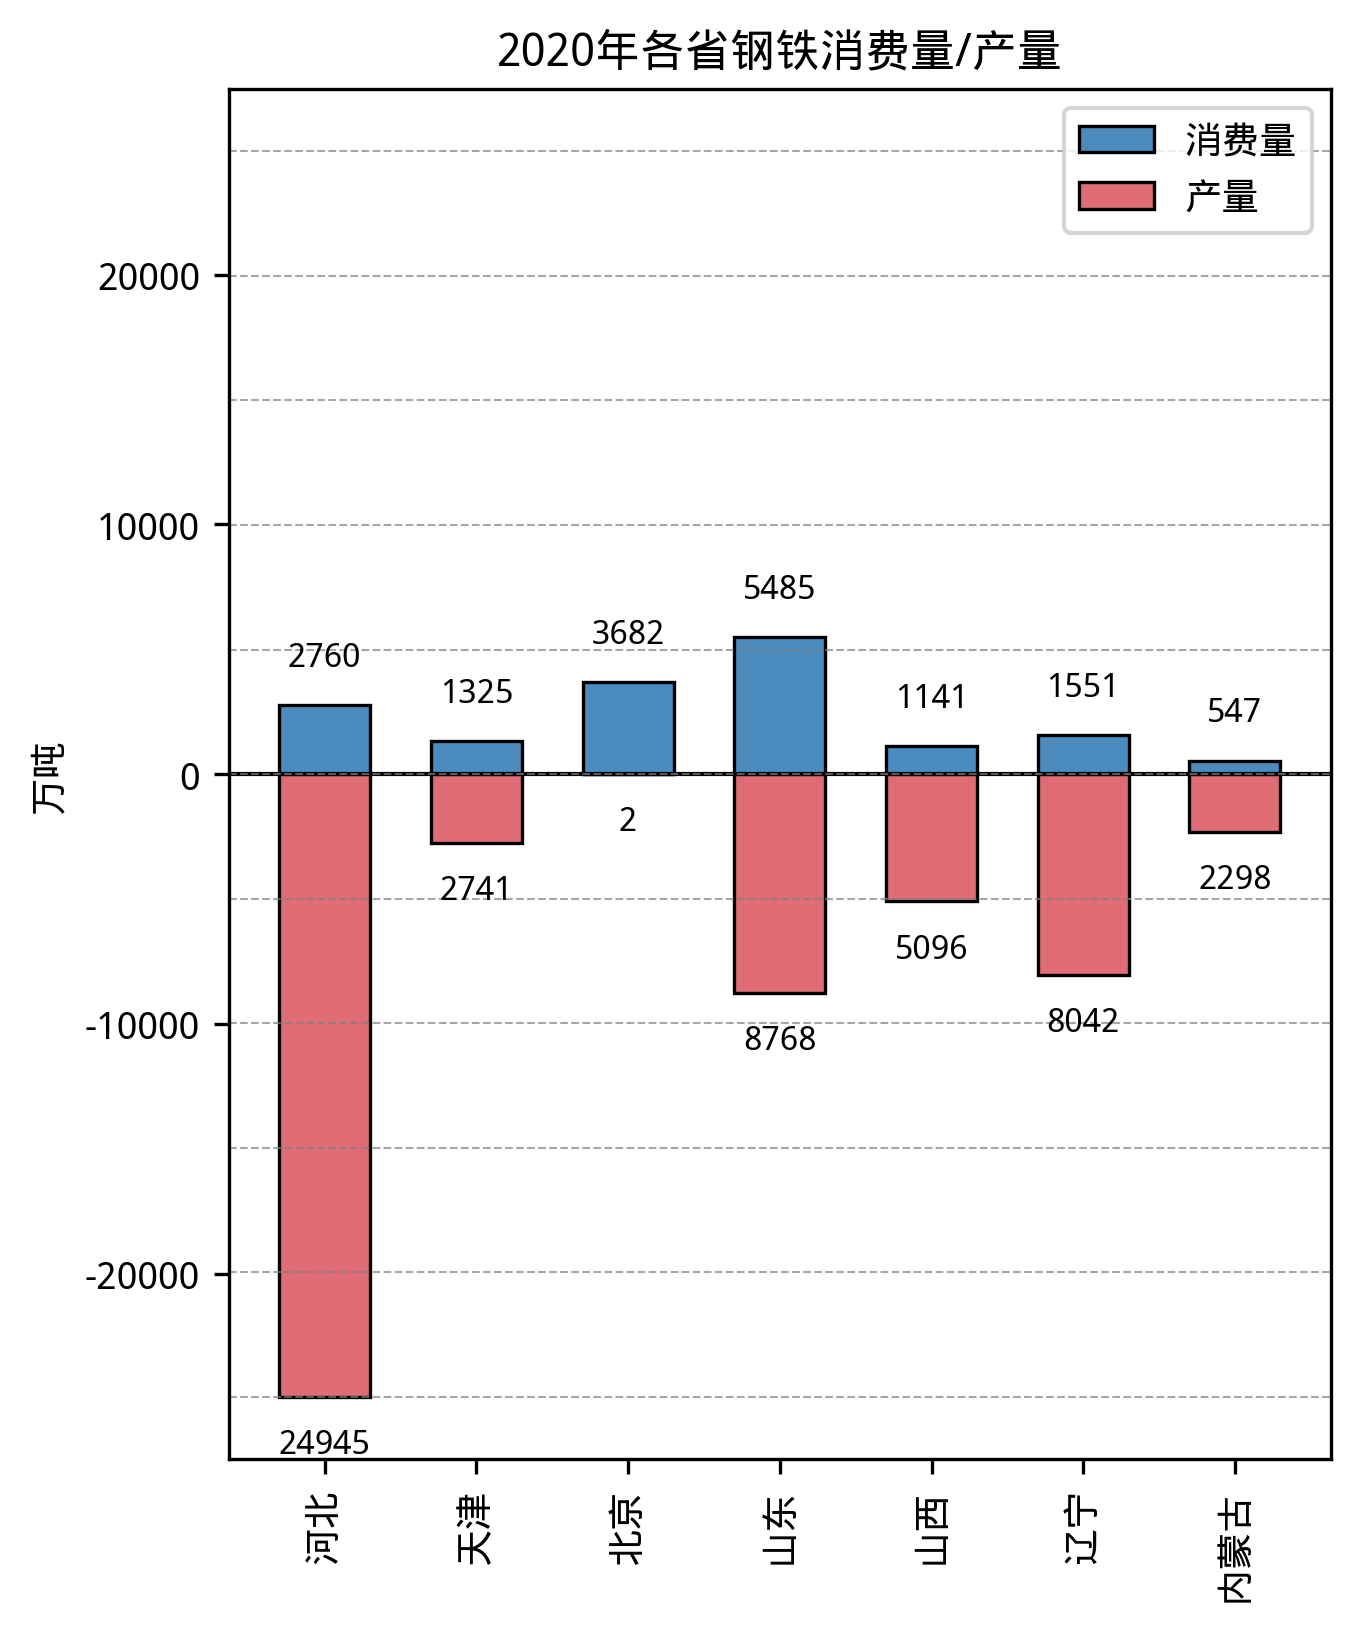 2020年各省钢铁消费量/产量
消费量
产量
20000
10000
0
-10000
-20000
万吨
2760
1325
3682
5485
1141
1551
547
24945
2741
2
8768
5096
8042
2298
河北
天津
北京
山东
山西
辽宁
内蒙古